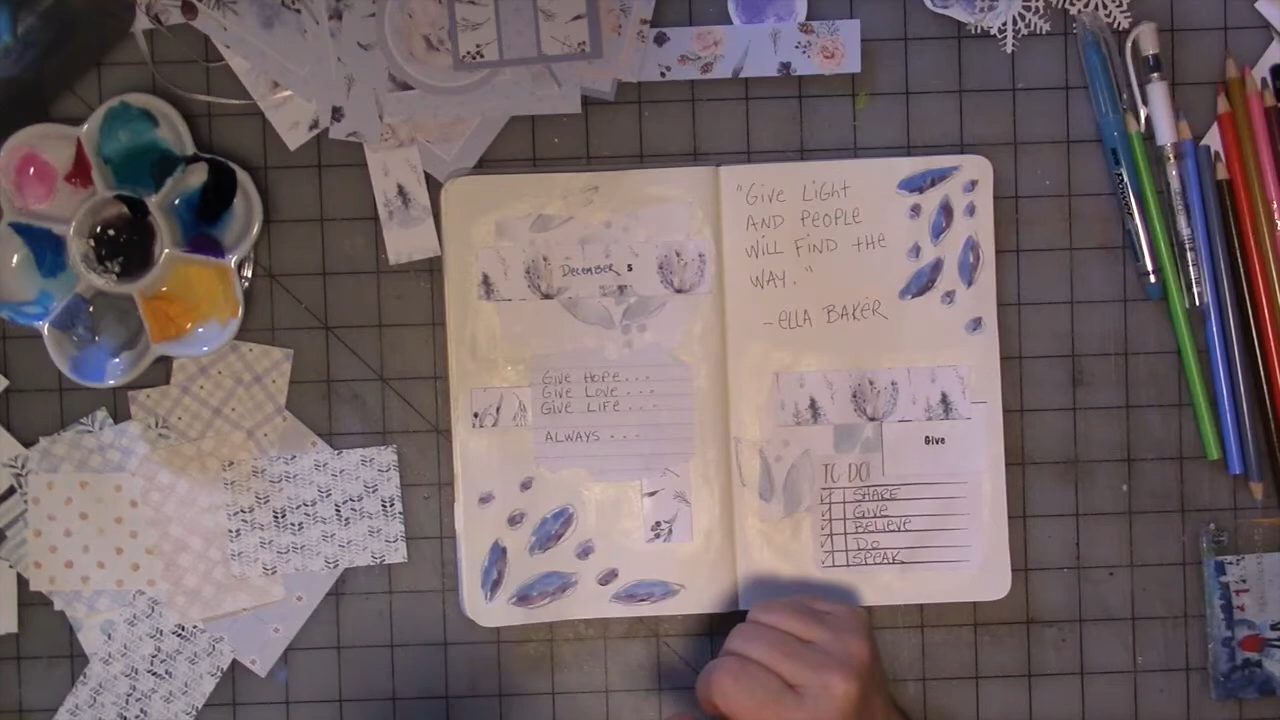 December 5
Give Hope...
Give Love...
Give Life....
Always...
"Give Light
and people
will find the
way."
-Ella Baker
Give
TO DO
Share
Give
Believe
Do
Speak